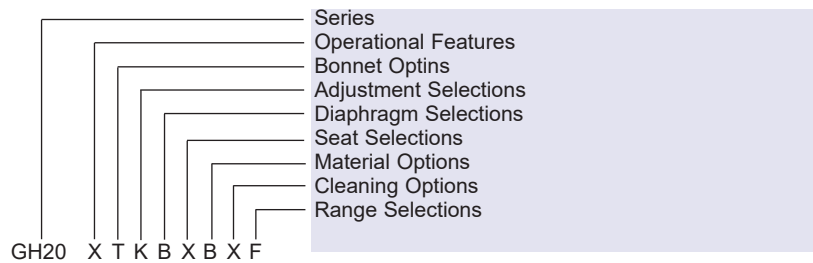 Series
Operational Features
Bonnet Optins
Adjustment Selections
Diaphragm Selections
Seat Selections
Material Options
Cleaning Options
Range Selections
GH20 X T K B X B X F